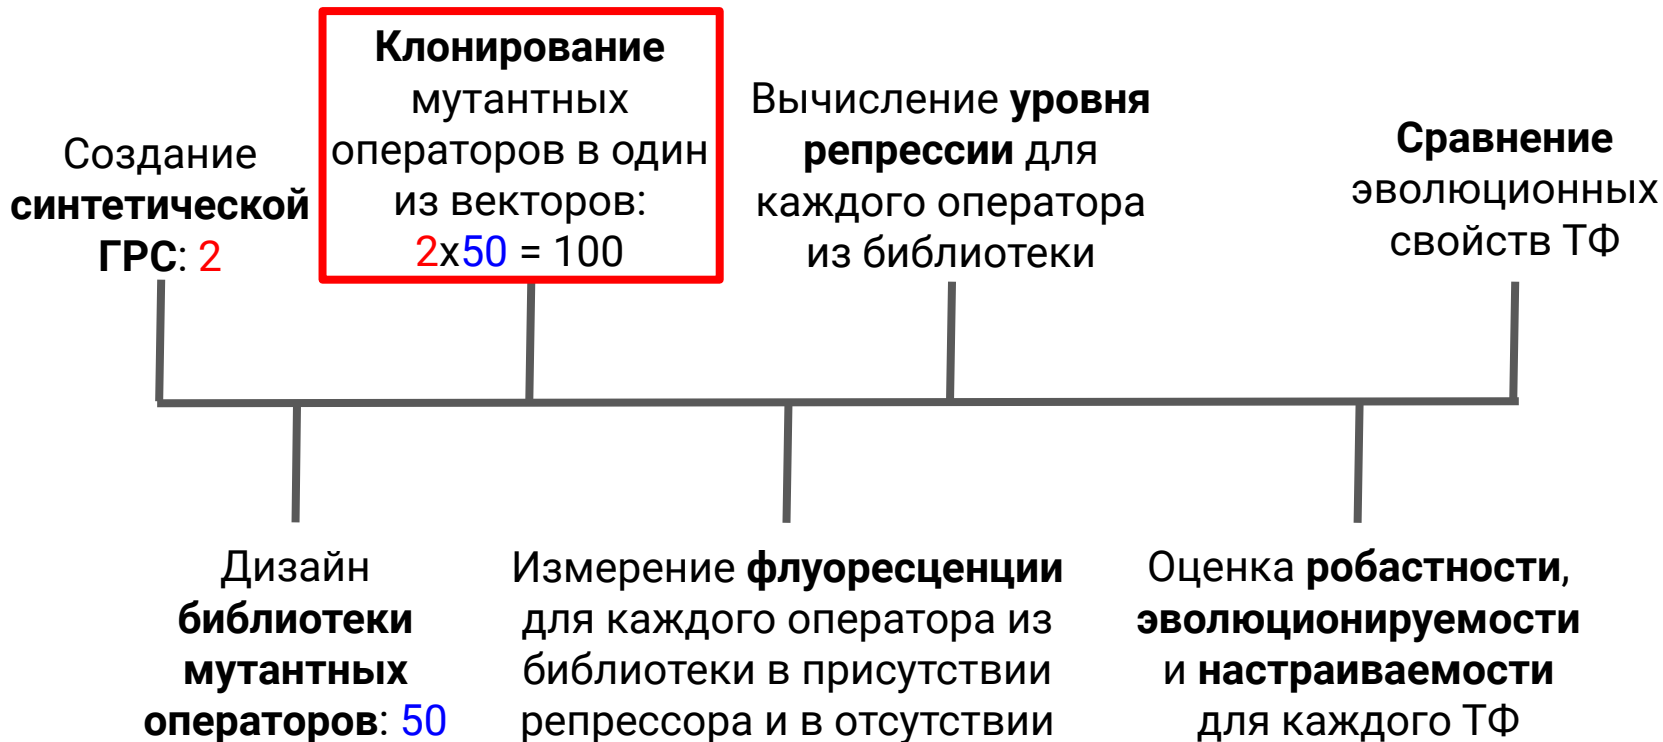 Создание
синтетической
ГРС: 2
Клонирование
мутантных
операторов в один
из векторов:
2x50 = 100
Вычисление уровня
репрессии для
каждого оператора
из библиотеки
Сравнение
эволюционных
свойств ТФ
Дизайн
библиотеки
мутантных
операторов: 50
Измерение флуоресценции
для каждого оператора из
библиотеки в присутствии
репрессора и в отсутствии
Оценка робастности,
эволюционируемости
и настраиваемости
для каждого ТФ